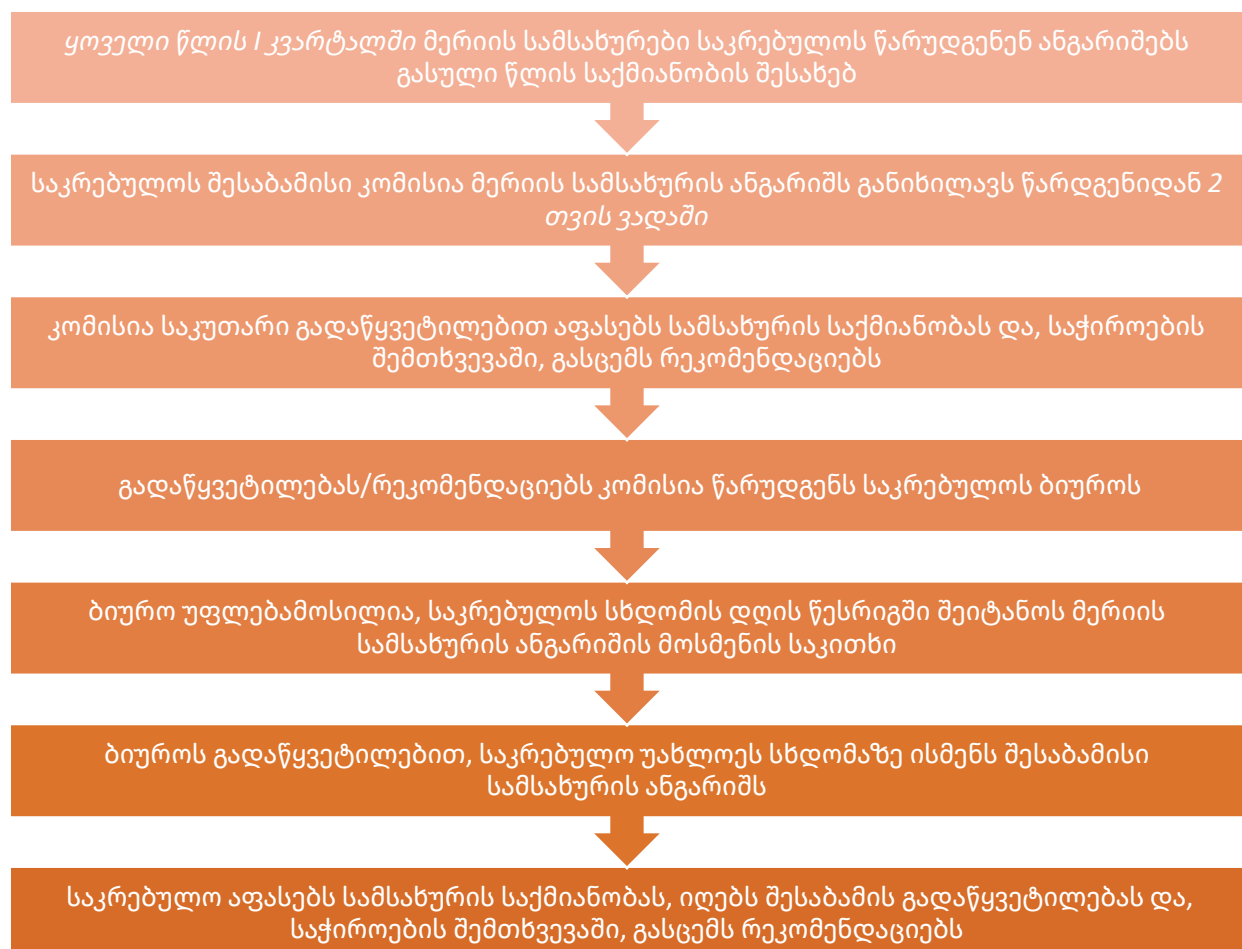 ყოველი წლის I კვარტალში მერიის სამსახურები საკრებულოს წარუდგენენ ანგარიშებს
გასული წლის საქმიანობის შესახებ
საკრებულოს შესაბამისი კომისია მერიის სამსახურის ანგარიშს განიხილავს წარდგენიდან 2
თვის ვადაში
კომისია საკუთარი გადაწყვეტილებით აფასებს სამსახურის საქმიანობას და, საჭიროების
შემთხვევაში, გასცემს რეკომენდაციებს
გადაწყვეტილებას/რეკომენდაციებს კომისია წარუდგენს საკრებულოს ბიუროს
ბიურო უფლებამოსილია, საკრებულოს სხდომის დღის წესრიგში შეიტანოს მერიის
სამსახურის ანგარიშის მოსმენის საკითხი
ბიუროს გადაწყვეტილებით, საკრებულო უახლოეს სხდომაზე ისმენს შესაბამისი
სამსახურის ანგარიშს
საკრებულო აფასებს სამსახურის საქმიანობას, იღებს შესაბამის გადაწყვეტილებას და,
საჭიროების შემთხვევაში, გასცემს რეკომენდაციებს